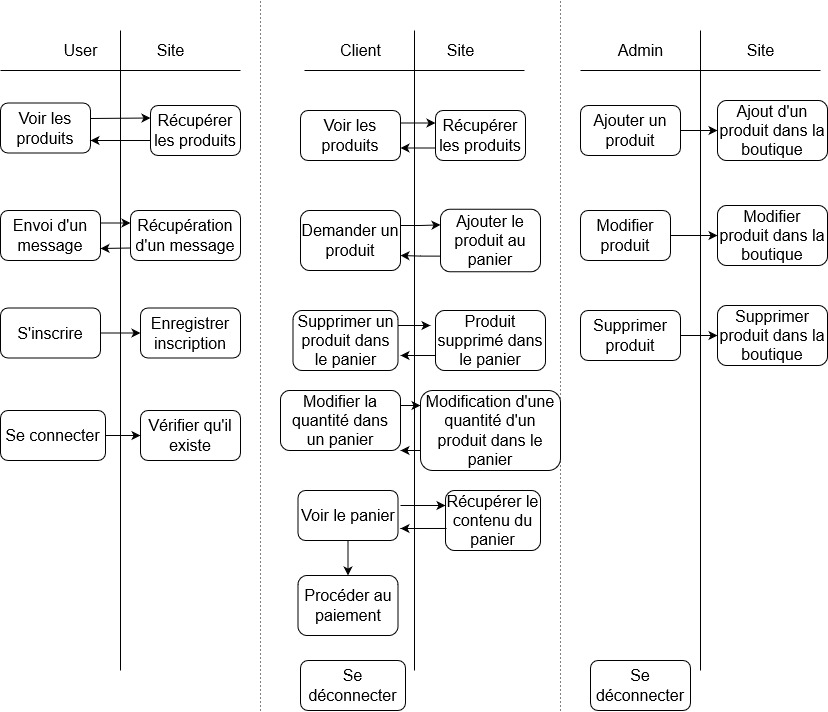 User
Site
Voir les
produits
Récupérer
les produits
Envoi d'un
message
Récupération
d'un message
S'inscrire
Enregistrer
inscription
Se connecter
Vérifier qu'il
existe
Client
Site
Voir les
produits
Récupérer
les produits
Demander un
produit
Ajouter le
produit au
panier
Supprimer un
produit dans
le panier
Produit
supprimé dans
le panier
Modifier la
quantité dans
un panier
Modification d'une
quantité d'un
produit dans le
panier
Voir le panier
Récupérer le
contenu du
panier
Procéder au
paiement
Se
déconnecter
Admin
Site
Ajouter un
produit
Ajout d'un
produit dans la
boutique
Modifier
produit
Modifier
produit dans la
boutique
Supprimer
produit
Supprimer
produit dans la
boutique
Se
déconnecter